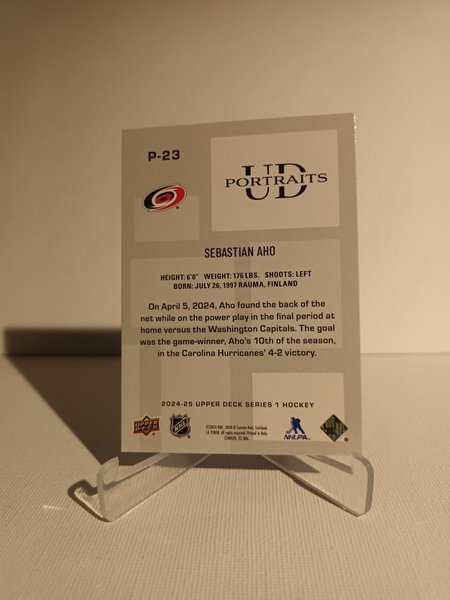 P-23
UD
PORTRAITS
SEBASTIAN AHO
HEIGHT: 6'0" WEIGHT: 176 LBS. SHOOTS: LEFT
BORN: JULY 26, 1997 RAUMA, FINLAND
On April 5, 2024, Aho found the back of the
net while on the power play in the final period at
home versus the Washington Capitals. The goal
was the game-winner, Aho's 10th of the season,
in the Carolina Hurricanes' 4-2 victory.
2024-25 UPPER DECK SERIES 1 HOCKEY
UPPER
DECK
NHL
NHLPA